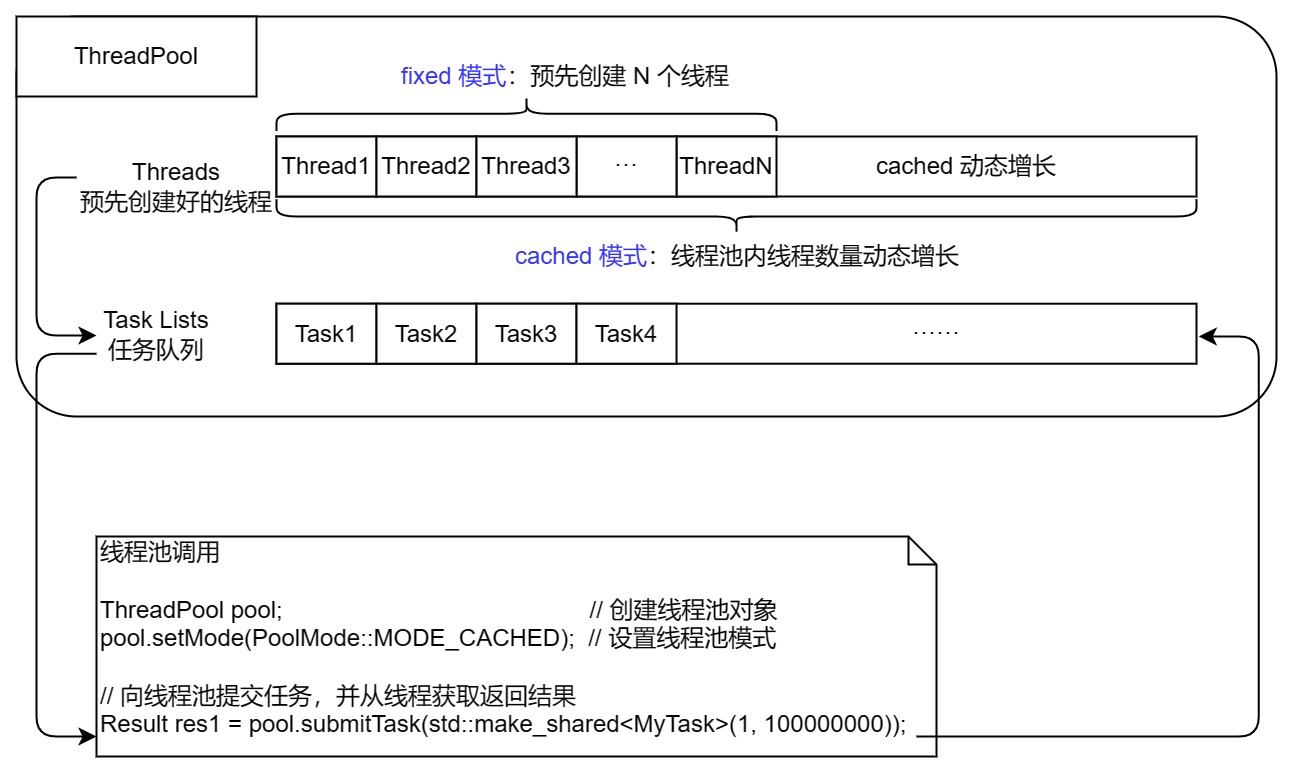 ThreadPool
fixed 模式：预先创建 N 个线程
Threads
预先创建好的线程
Thread1 Thread2 Thread3 ··· ThreadN cached 动态增长
cached 模式：线程池内线程数量动态增长
Task Lists
任务队列
Task1 Task2 Task3 Task4 ······
线程池调用
ThreadPool pool; // 创建线程池对象
pool.setMode(PoolMode::MODE_CACHED); // 设置线程池模式
// 向线程池提交任务，并从线程获取返回结果
Result res1 = pool.submitTask(std::make_shared<MyTask>(1, 100000000));